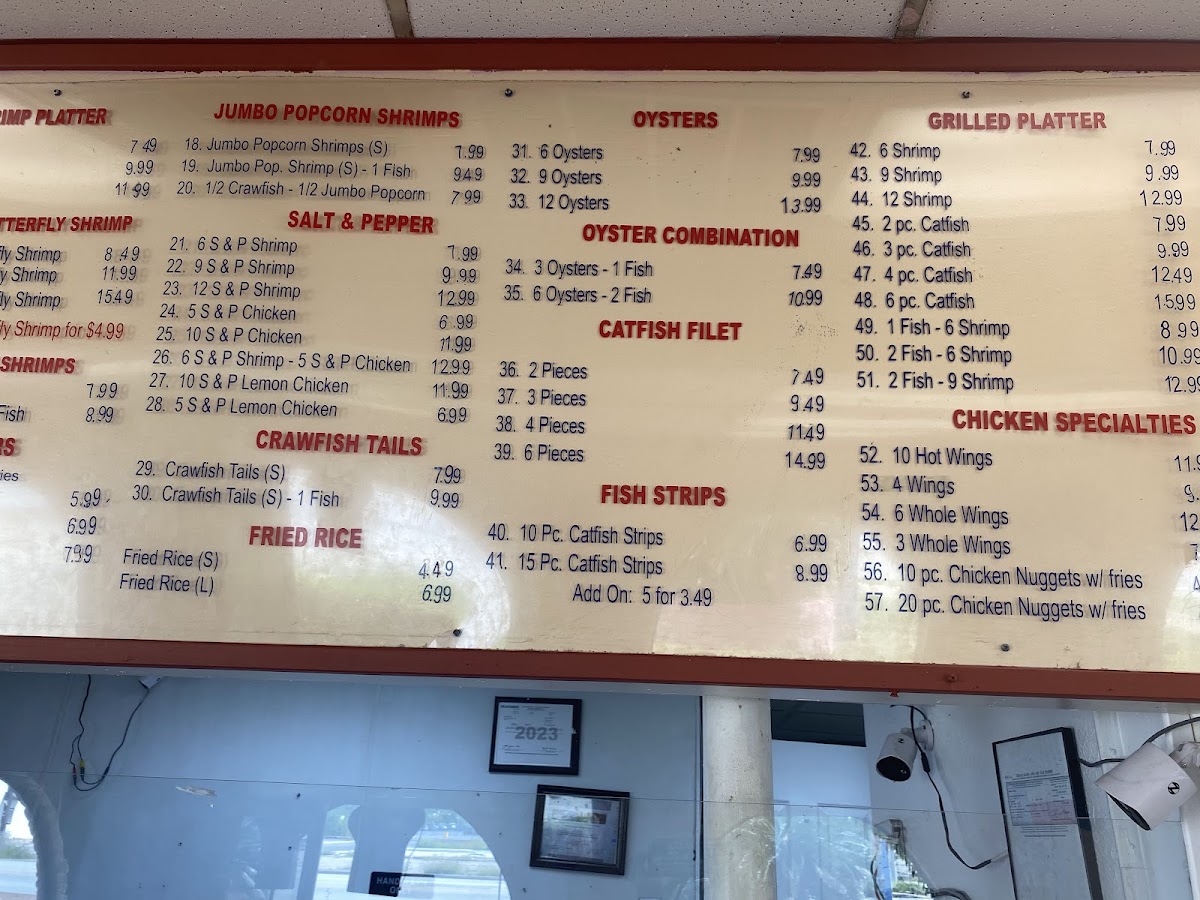 RIMP PLATTER
7.49
9.99
11.99
TTERFLY SHRIMP
fly Shrimp 8.49
fly Shrimp 11.99
fly Shrimp 15.49
fly Shrimp for $4.99
SHRIMPS
7.99
Fish 8.99
RS
ies
5.99
6.99
7.99
JUMBO POPCORN SHRIMPS
18. Jumbo Popcorn Shrimps (S) 7.99
19. Jumbo Pop. Shrimp (S) - 1 Fish 9.49
20. 1/2 Crawfish - 1/2 Jumbo Popcorn 7.99
SALT & PEPPER
21. 6 S & P Shrimp 7.99
22. 9 S & P Shrimp 9.99
23. 12 S & P Shrimp 12.99
24. 5 S & P Chicken 6.99
25. 10 S & P Chicken 11.99
26. 6 S & P Shrimp - 5 S & P Chicken 12.99
27. 10 S & P Lemon Chicken 11.99
28. 5 S & P Lemon Chicken 6.99
CRAWFISH TAILS
29. Crawfish Tails (S) 7.99
30. Crawfish Tails (S) - 1 Fish 9.99
FRIED RICE
Fried Rice (S) 4.49
Fried Rice (L) 6.99
OYSTERS
31. 6 Oysters 7.99
32. 9 Oysters 9.99
33. 12 Oysters 13.99
OYSTER COMBINATION
34. 3 Oysters - 1 Fish 7.49
35. 6 Oysters - 2 Fish 10.99
CATFISH FILET
36. 2 Pieces 7.49
37. 3 Pieces 9.49
38. 4 Pieces 11.49
39. 6 Pieces 14.99
FISH STRIPS
40. 10 Pc. Catfish Strips 6.99
41. 15 Pc. Catfish Strips 8.99
Add On: 5 for 3.49
GRILLED PLATTER
42. 6 Shrimp 7.99
43. 9 Shrimp 9.99
44. 12 Shrimp 12.99
45. 2 pc. Catfish 7.99
46. 3 pc. Catfish 9.99
47. 4 pc. Catfish 12.49
48. 6 pc. Catfish 15.99
49. 1 Fish - 6 Shrimp 8.99
50. 2 Fish - 6 Shrimp 10.99
51. 2 Fish - 9 Shrimp 12.99
CHICKEN SPECIALTIES
52. 10 Hot Wings 11.9
53. 4 Wings 9.
54. 6 Whole Wings 12
55. 3 Whole Wings 7
56. 10 pc. Chicken Nuggets w/ fries 4
57. 20 pc. Chicken Nuggets w/ fries
2023
HAND